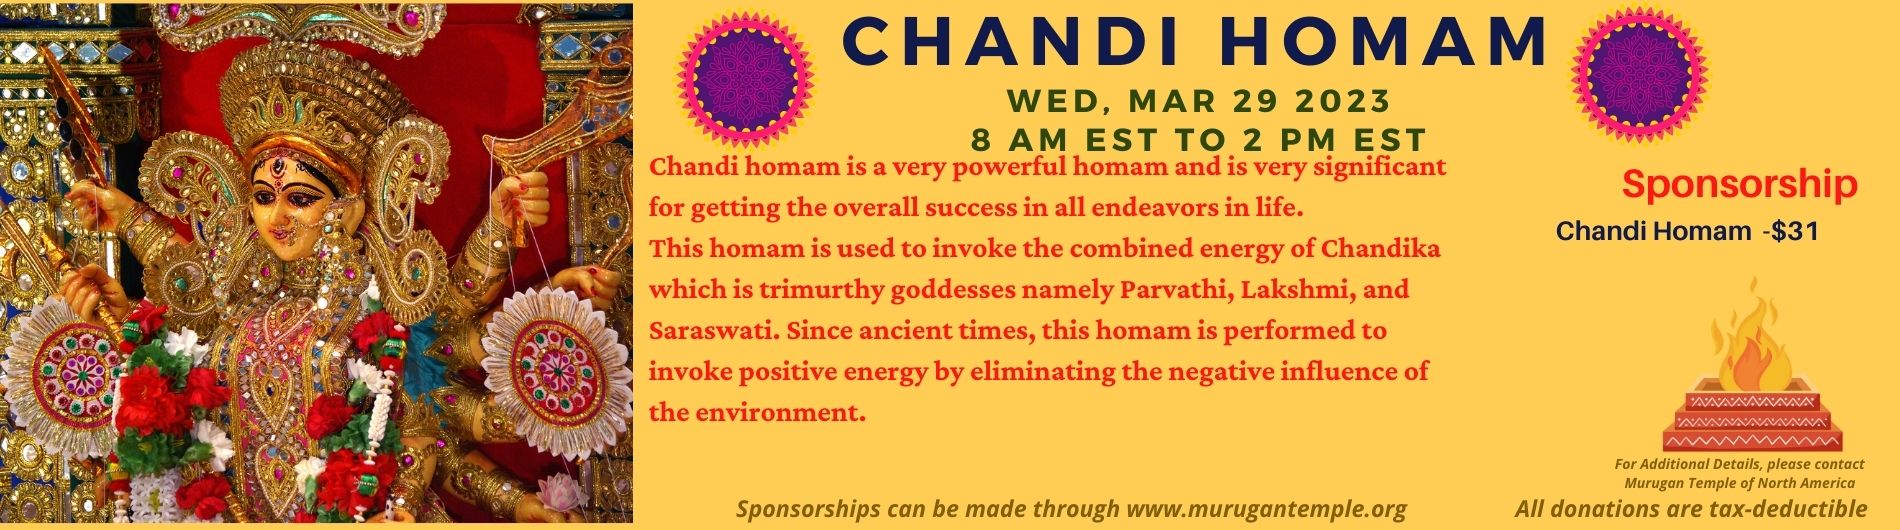 CHANDI HOMAM
WED, MAR 29 2023
8 AM EST TO 2 PM EST
Chandi homam is a very powerful homam and is very significant
for getting the overall success in all endeavors in life.
This homam is used to invoke the combined energy of Chandika
which is trimurthy goddesses namely Parvathi, Lakshmi, and
Saraswati. Since ancient times, this homam is performed to
invoke positive energy by eliminating the negative influence of
the environment.
Sponsorship
Chandi Homam -$31
For Additional Details, please contact
Murugan Temple of North America
Sponsorships can be made through www.murugantemple.org
All donations are tax-deductible